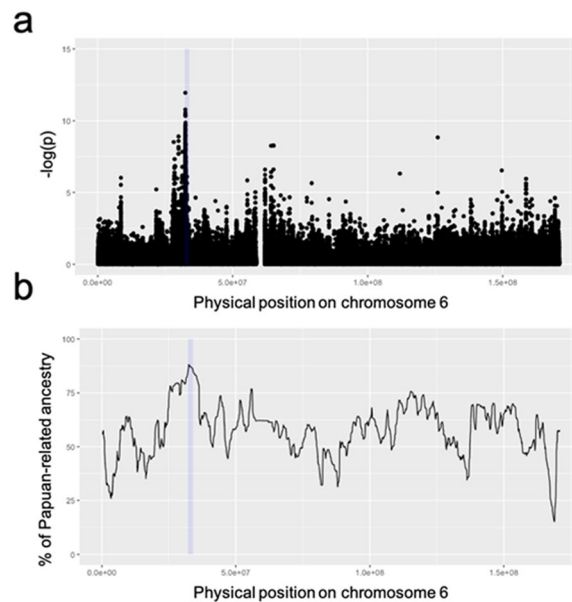 a
15
10
5
0
-log(p)
0.0e+00 5.0e+07 1.0e+08 1.5e+08
Physical position on chromosome 6
b
100
75
50
25
0
% of Papuan-related ancestry
0.0e+00 5.0e+07 1.0e+08 1.5e+08
Physical position on chromosome 6